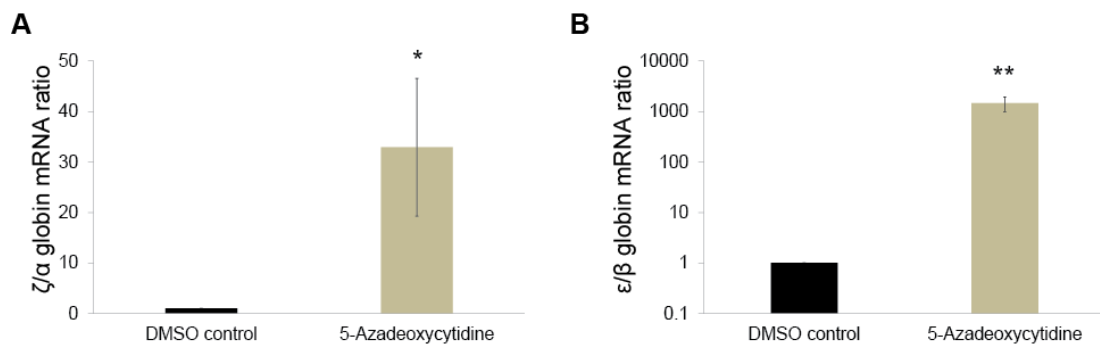 A
ζ/α globin mRNA ratio
50
40
30
20
10
0
*
DMSO control
5-Azadeoxycytidine
B
ε/β globin mRNA ratio
10000
1000
100
10
1
0.1
**
DMSO control
5-Azadeoxycytidine